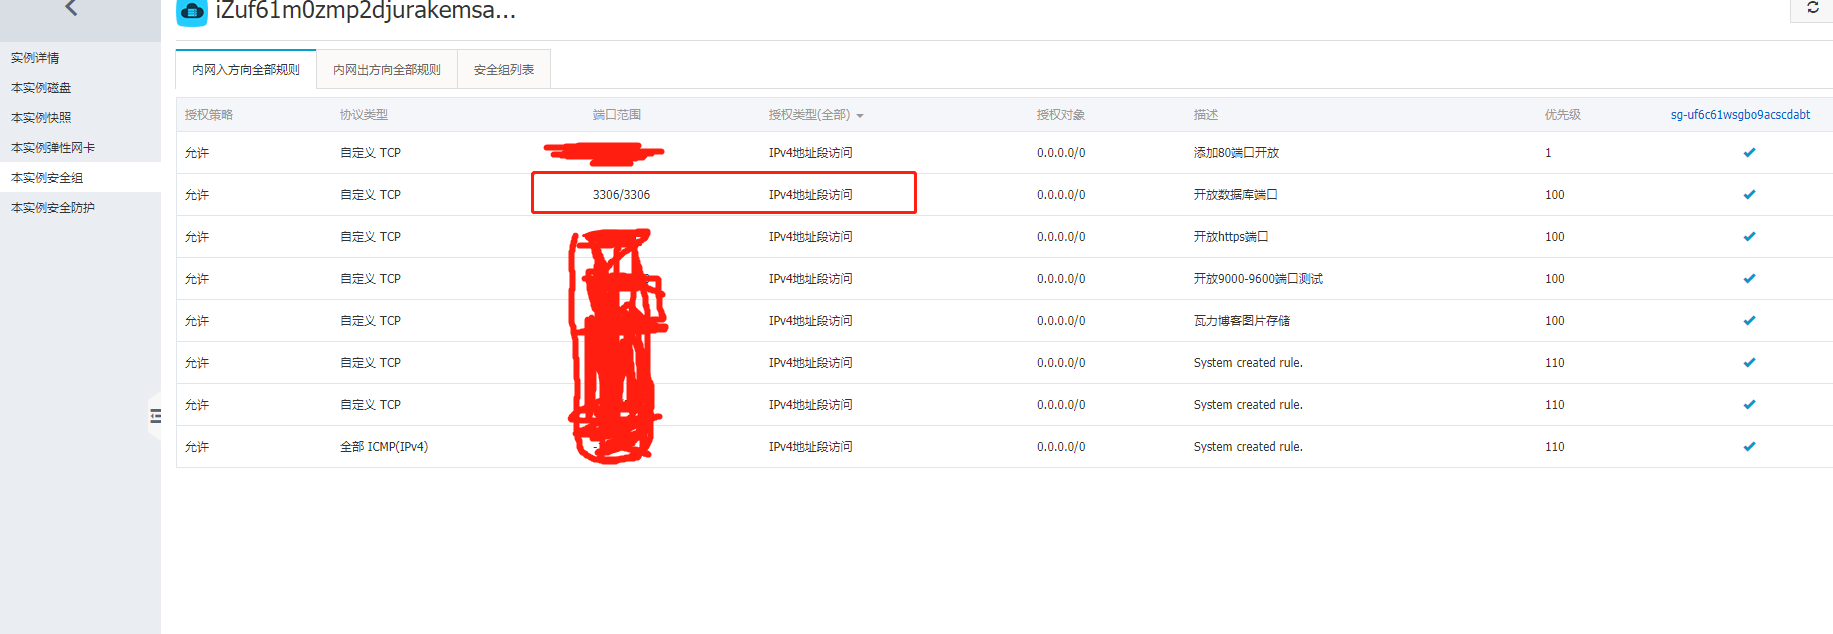 iZuf61m0zmp2djurakemsa...
实例详情
本实例磁盘
本实例快照
本实例弹性网卡
本实例安全组
本实例安全防护
内网入方向全部规则 内网出方向全部规则 安全组列表
授权策略 协议类型 端口范围 授权类型(全部) 授权对象 描述 优先级 sg-uf6c61wsgbo9acscdabt
允许 自定义 TCP IPv4地址段访问 0.0.0.0/0 添加80端口开放 1
允许 自定义 TCP 3306/3306 IPv4地址段访问 0.0.0.0/0 开放数据库端口 100
允许 自定义 TCP IPv4地址段访问 0.0.0.0/0 开放https端口 100
允许 自定义 TCP IPv4地址段访问 0.0.0.0/0 开放9000-9600端口测试 100
允许 自定义 TCP IPv4地址段访问 0.0.0.0/0 瓦力博客图片存储 100
允许 自定义 TCP IPv4地址段访问 0.0.0.0/0 System created rule. 110
允许 自定义 TCP IPv4地址段访问 0.0.0.0/0 System created rule. 110
允许 全部 ICMP(IPv4) IPv4地址段访问 0.0.0.0/0 System created rule. 110